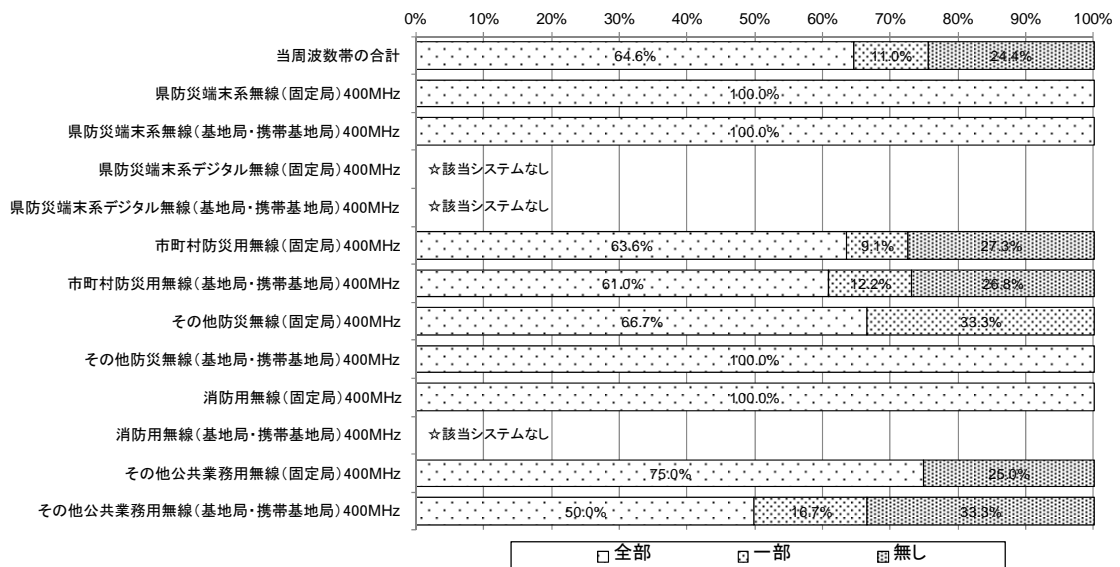 0% 10% 20% 30% 40% 50% 60% 70% 80% 90% 100%
当周波数帯の合計 64.6% 11.0% 24.4%
県防災端末系無線(固定局)400MHz 100.0%
県防災端末系無線(基地局・携帯基地局)400MHz 100.0%
県防災端末系デジタル無線(固定局)400MHz ☆該当システムなし
県防災端末系デジタル無線(基地局・携帯基地局)400MHz ☆該当システムなし
市町村防災用無線(固定局)400MHz 63.6% 9.1% 27.3%
市町村防災用無線(基地局・携帯基地局)400MHz 61.0% 12.2% 26.8%
その他防災無線(固定局)400MHz 66.7% 33.3%
その他防災無線(基地局・携帯基地局)400MHz 100.0%
消防用無線(固定局)400MHz 100.0%
消防用無線(基地局・携帯基地局)400MHz ☆該当システムなし
その他公共業務用無線(固定局)400MHz 75.0% 25.0%
その他公共業務用無線(基地局・携帯基地局)400MHz 50.0% 16.7% 33.3%
全部 一部 無し